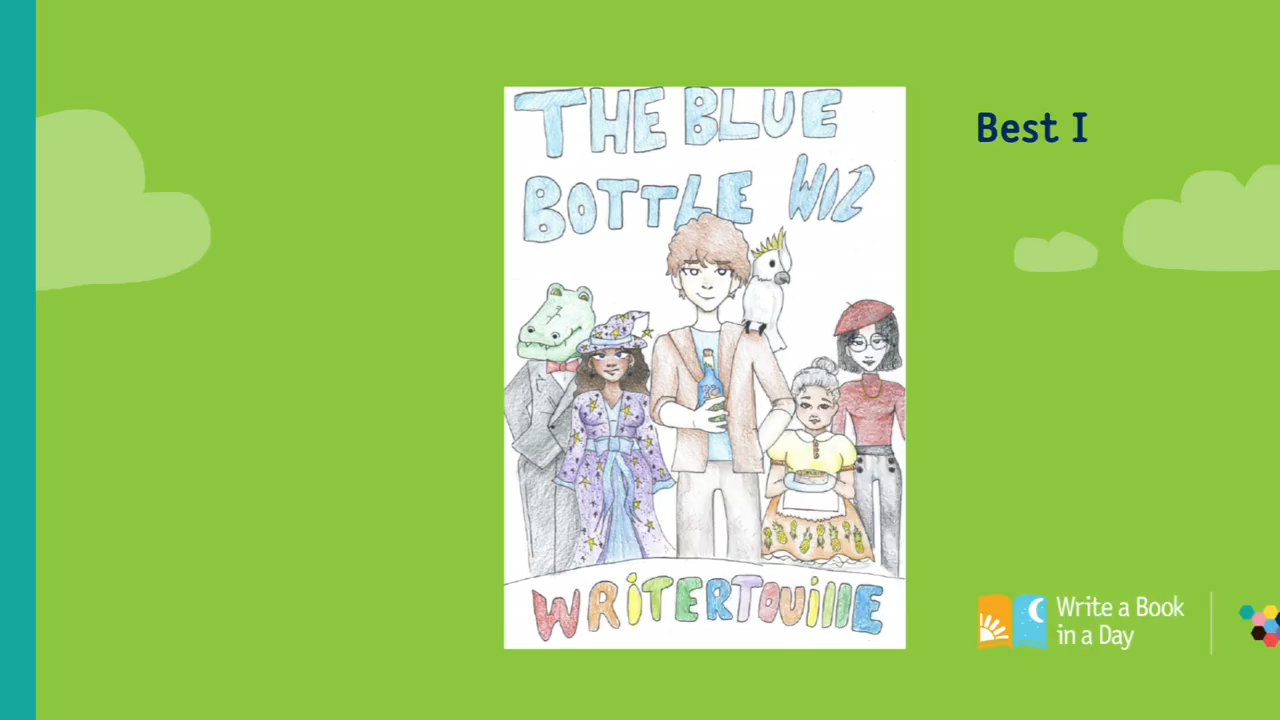 THE BLUE
BOTTLE WIZ
WRiTERTOUillE
Best I
Write a Book
in a Day